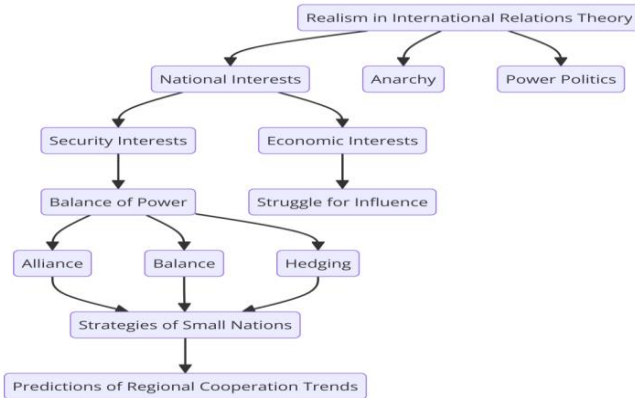 Realism in International Relations Theory
National Interests
Anarchy
Power Politics
Security Interests
Economic Interests
Balance of Power
Struggle for Influence
Alliance
Balance
Hedging
Strategies of Small Nations
Predictions of Regional Cooperation Trends